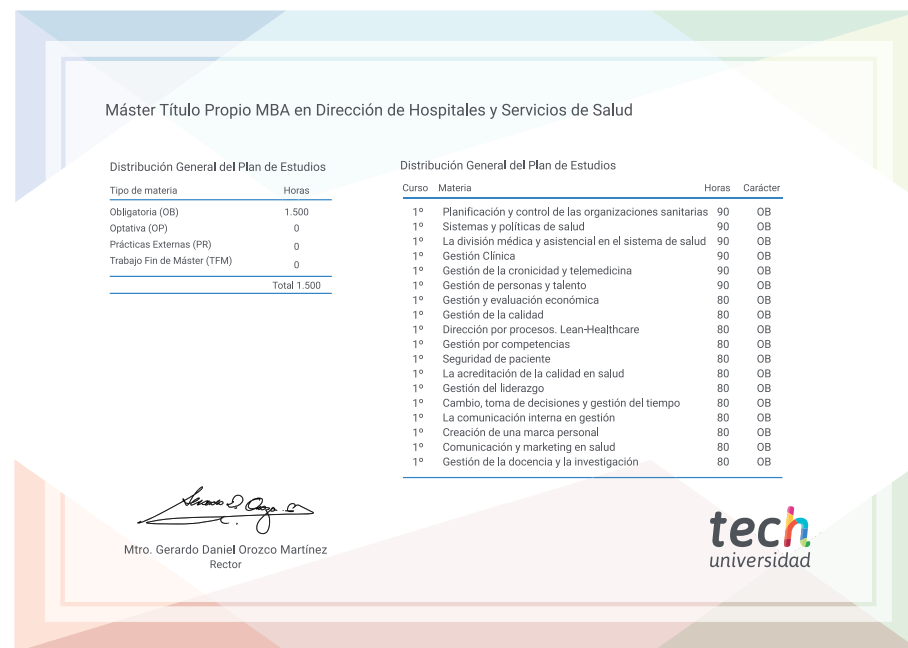 Máster Título Propio MBA en Dirección de Hospitales y Servicios de Salud
Distribución General del Plan de Estudios
Tipo de materia Horas
Obligatoria (OB) 1.500
Optativa (OP) 0
Prácticas Externas (PR) 0
Trabajo Fin de Máster (TFM) 0
Total 1.500
Distribución General del Plan de Estudios
Curso Materia Horas Carácter
1º Planificación y control de las organizaciones sanitarias 90 OB
1º Sistemas y políticas de salud 90 OB
1º La división médica y asistencial en el sistema de salud 90 OB
1º Gestión Clínica 90 OB
1º Gestión de la cronicidad y telemedicina 90 OB
1º Gestión de personas y talento 90 OB
1º Gestión y evaluación económica 80 OB
1º Gestión de la calidad 80 OB
1º Dirección por procesos. Lean-Healthcare 80 OB
1º Gestión por competencias 80 OB
1º Seguridad de paciente 80 OB
1º La acreditación de la calidad en salud 80 OB
1º Gestión del liderazgo 80 OB
1º Cambio, toma de decisiones y gestión del tiempo 80 OB
1º La comunicación interna en gestión 80 OB
1º Creación de una marca personal 80 OB
1º Comunicación y marketing en salud 80 OB
1º Gestión de la docencia y la investigación 80 OB
Mtro. Gerardo Daniel Orozco Martínez
Rector
tech
universidad